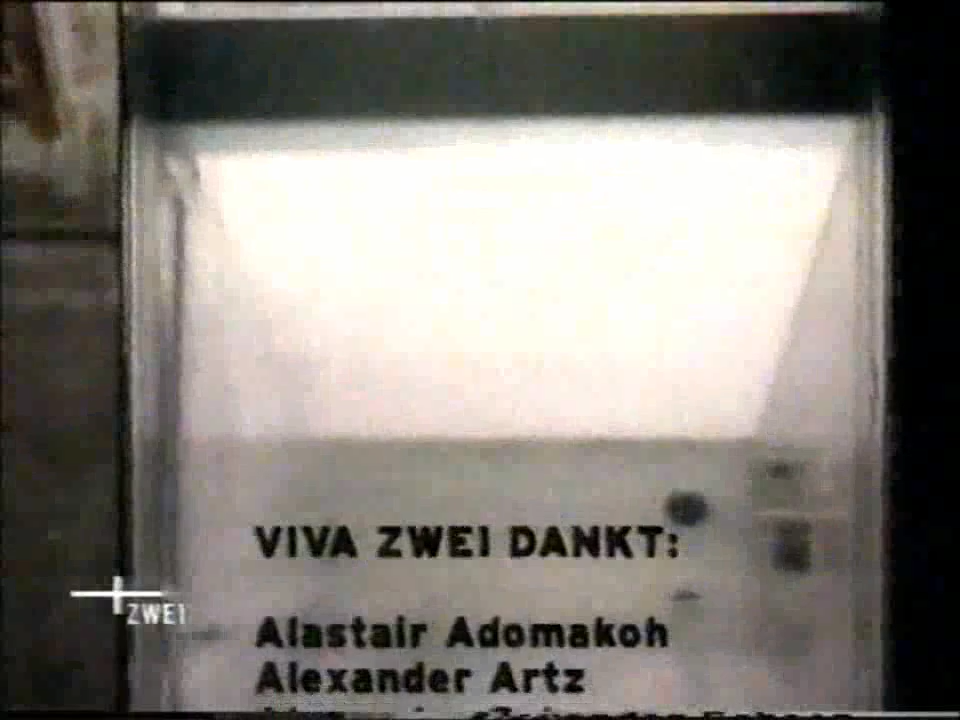 VIVA ZWEI DANKT:
ZWEI
Alastair Adomakoh
Alexander Artz